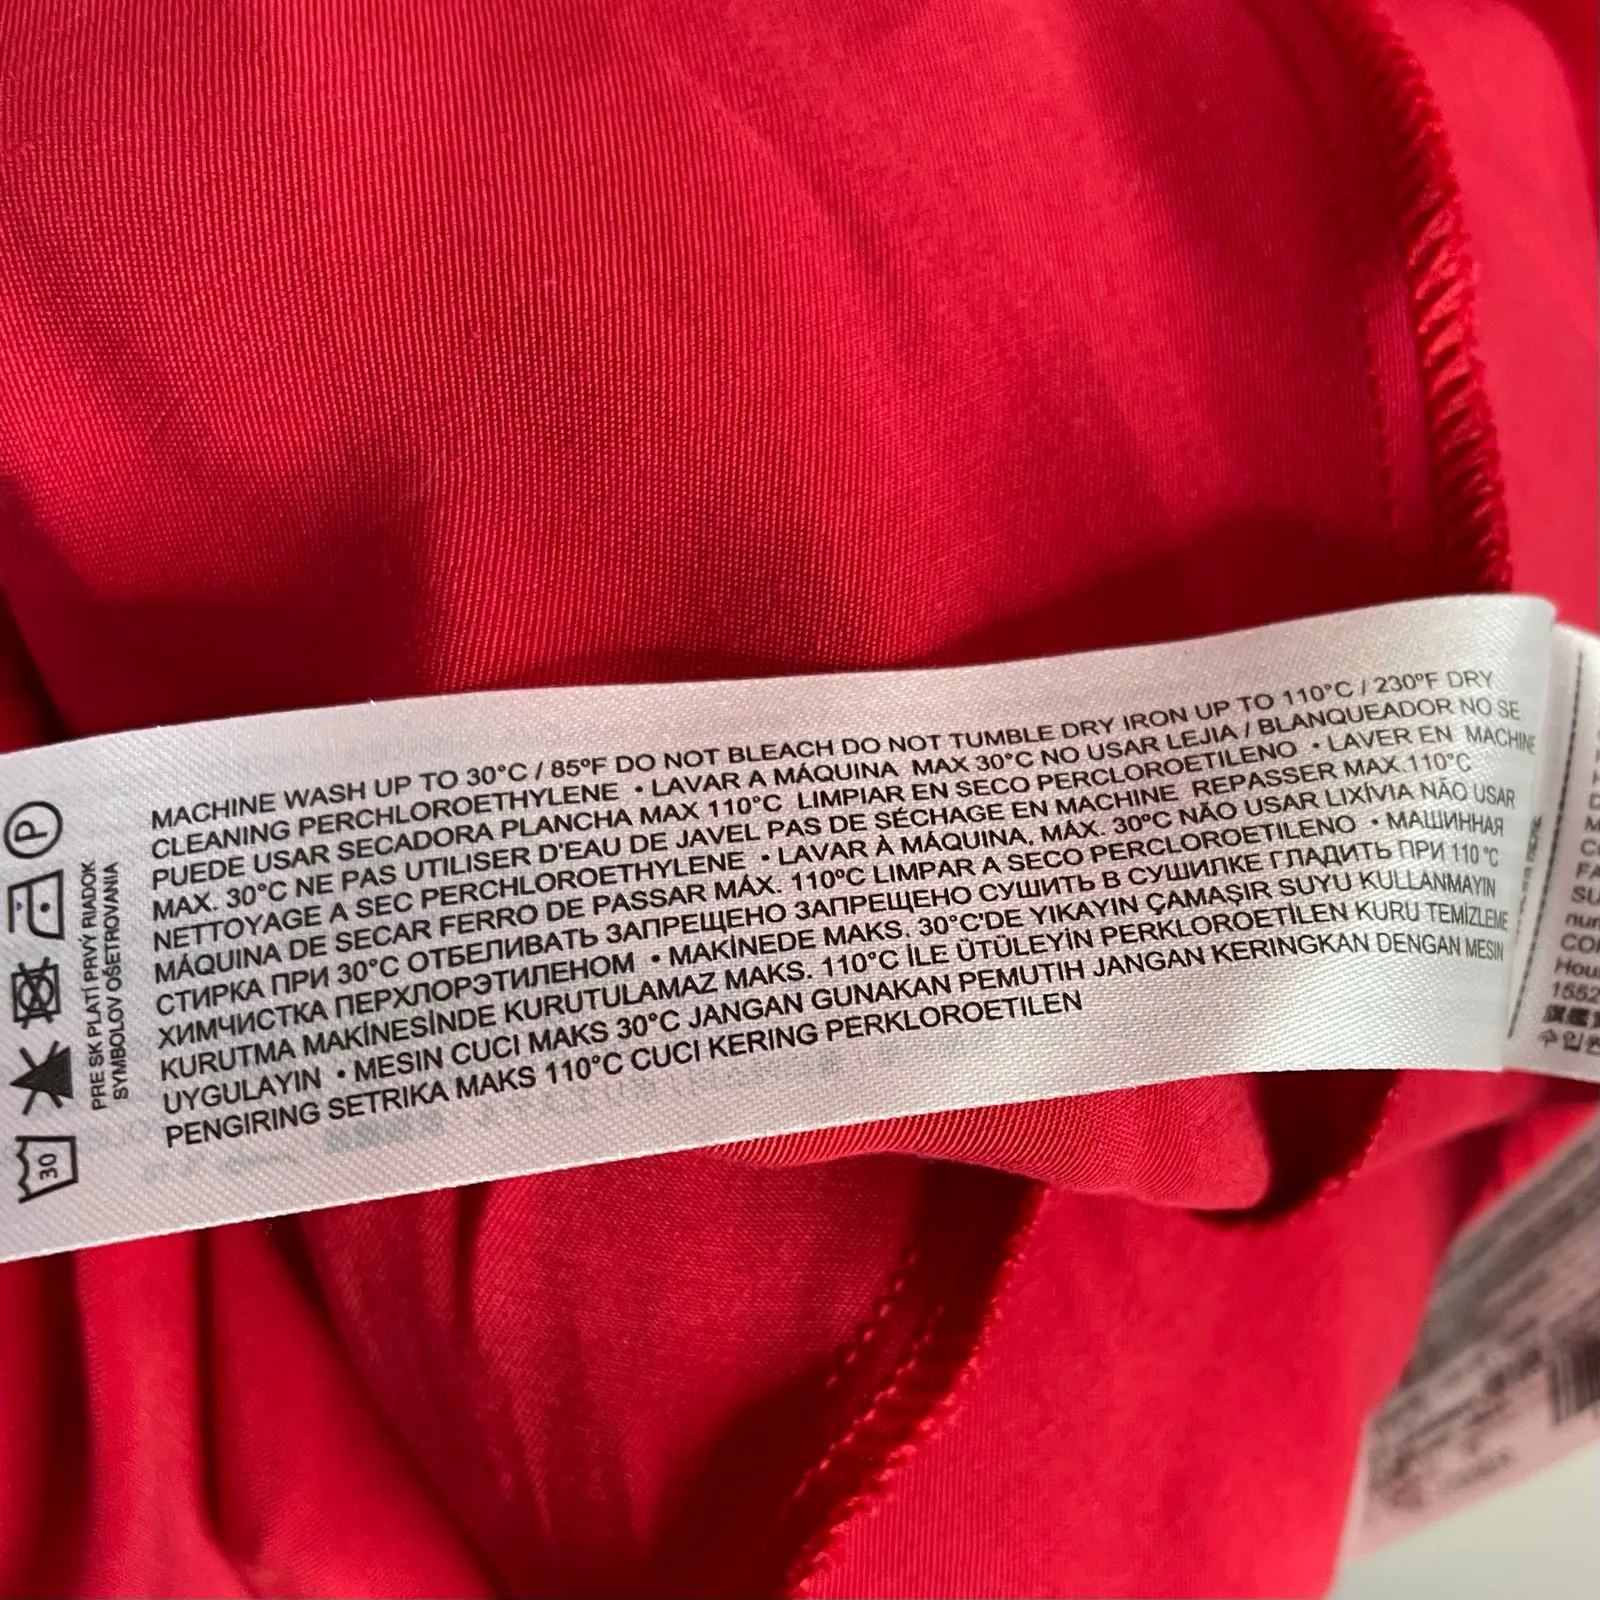 MACHINE WASH UP TO 30°C / 85ºF DO NOT BLEACH DO NOT TUMBLE DRY IRON UP TO 110°C / 230ºF DRY
CLEANING PERCHLOROETHYLENE • LAVAR A MÁQUINA MAX 30°C NO USAR LEJIA / BLANQUEADOR NO SE
PUEDE USAR SECADORA PLANCHA MAX 110°C LIMPIAR EN SECO PERCLOROETILENO • LAVER EN MACHINE
MAX. 30°C NE PAS UTILISER D'EAU DE JAVEL PAS DE SÉCHAGE EN MACHINE REPASSER MAX.110°C
NETTOYAGE A SEC PERCHLOROETHYLENE • LAVAR À MÁQUINA, MÁX. 30°C NÃO USAR LIXÍVIA NÃO USAR
MÁQUINA DE SECAR FERRO DE PASSAR MÁX. 110°C LIMPAR A SECO PERCLOROETILENO • МАШИННАЯ
СТИРКА ПРИ 30°C ОТБЕЛИВАТЬ ЗАПРЕЩЕНО ЗАПРЕЩЕНО СУШИТЬ В СУШИЛКЕ ГЛАДИТЬ ПРИ 110 °C
ХИМЧИСТКА ПЕРХЛОРЭТИЛЕНОМ • MAKİNEDE MAKS. 30°C'DE YIKAYIN ÇAMAŞIR SUYU KULLANMAYIN
KURUTMA MAKİNESİNDE KURUTULAMAZ MAKS. 110°C İLE ÜTÜLEYİN PERKLOROETİLEN KURU TEMİZLEME
UYGULAYIN • MESIN CUCI MAKS 30°C JANGAN GUNAKAN PEMUTIH JANGAN KERINGKAN DENGAN MESIN
PENGIRING SETRIKA MAKS 110°C CUCI KERING PERKLOROETILEN
PRE SK PLATÍ PRVÝ RIADOK
SYMBOLOV OŠETROVANIA
P
30